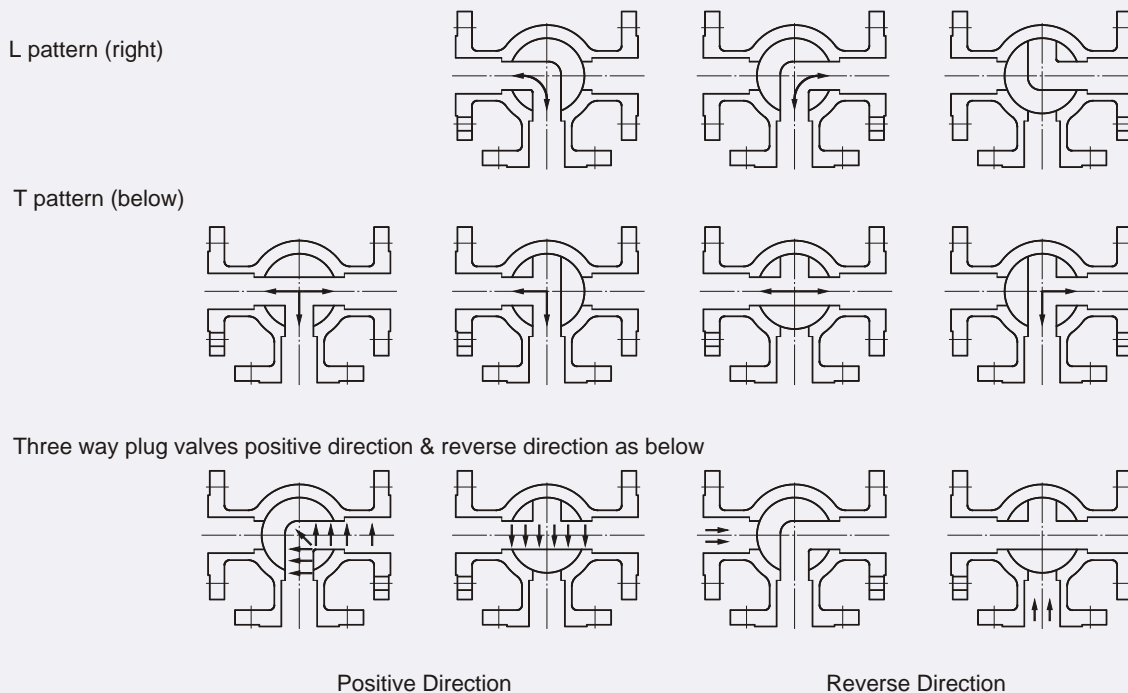 L pattern (right)
T pattern (below)
Three way plug valves positive direction & reverse direction as below
Positive Direction
Reverse Direction